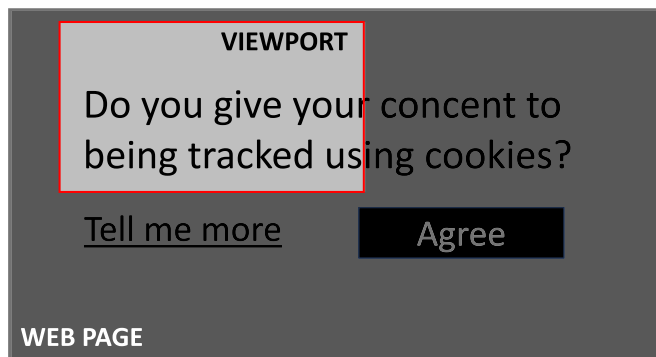 VIEWPORT
Do you give your concent to
being tracked using cookies?
Tell me more
Agree
WEB PAGE